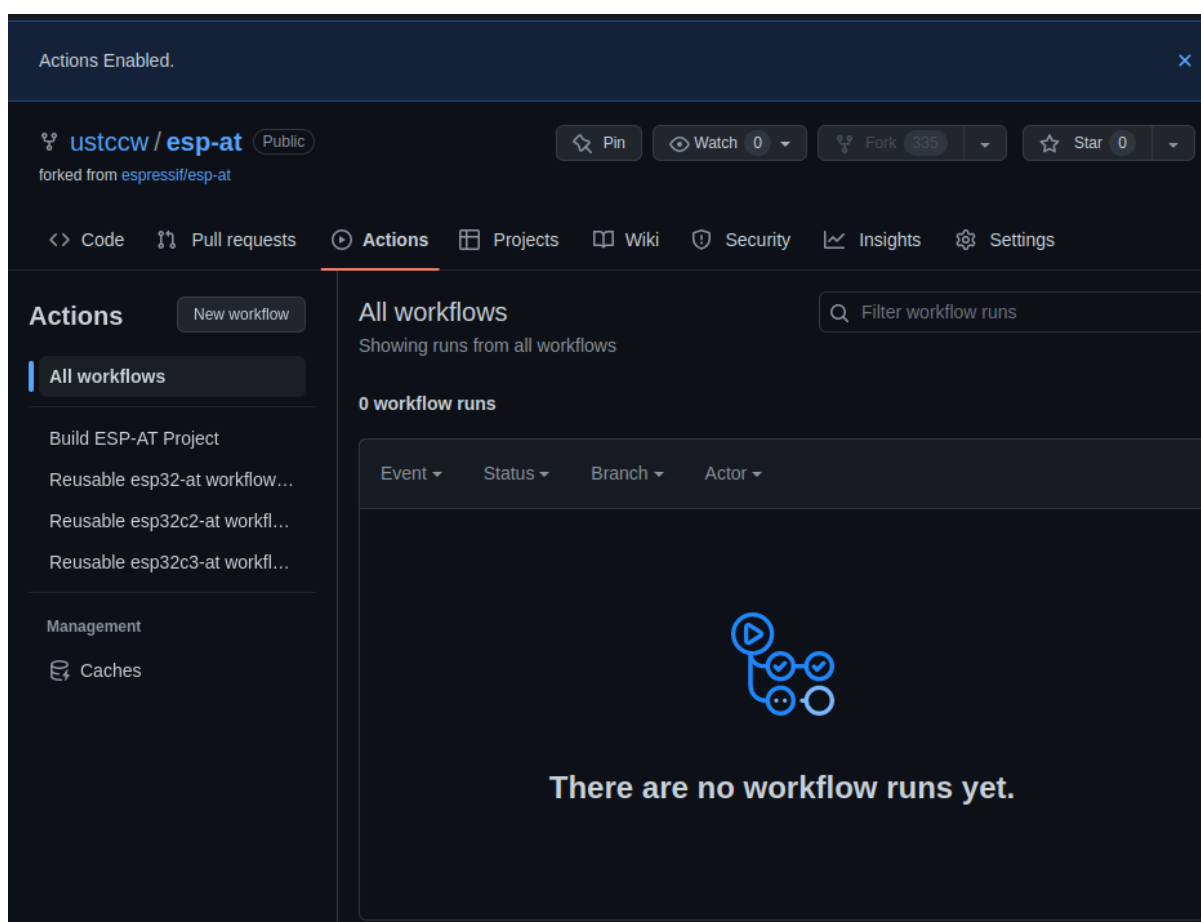 Actions Enabled.
ustccw / esp-at Public
Pin
Watch 0
Fork 335
Star 0
forked from espressif/esp-at
Code
Pull requests
Actions
Projects
Wiki
Security
Insights
Settings
Actions
New workflow
All workflows
Build ESP-AT Project
Reusable esp32-at workflow...
Reusable esp32c2-at workfl...
Reusable esp32c3-at workfl...
Management
Caches
All workflows
Showing runs from all workflows
Filter workflow runs
0 workflow runs
Event
Status
Branch
Actor
There are no workflow runs yet.